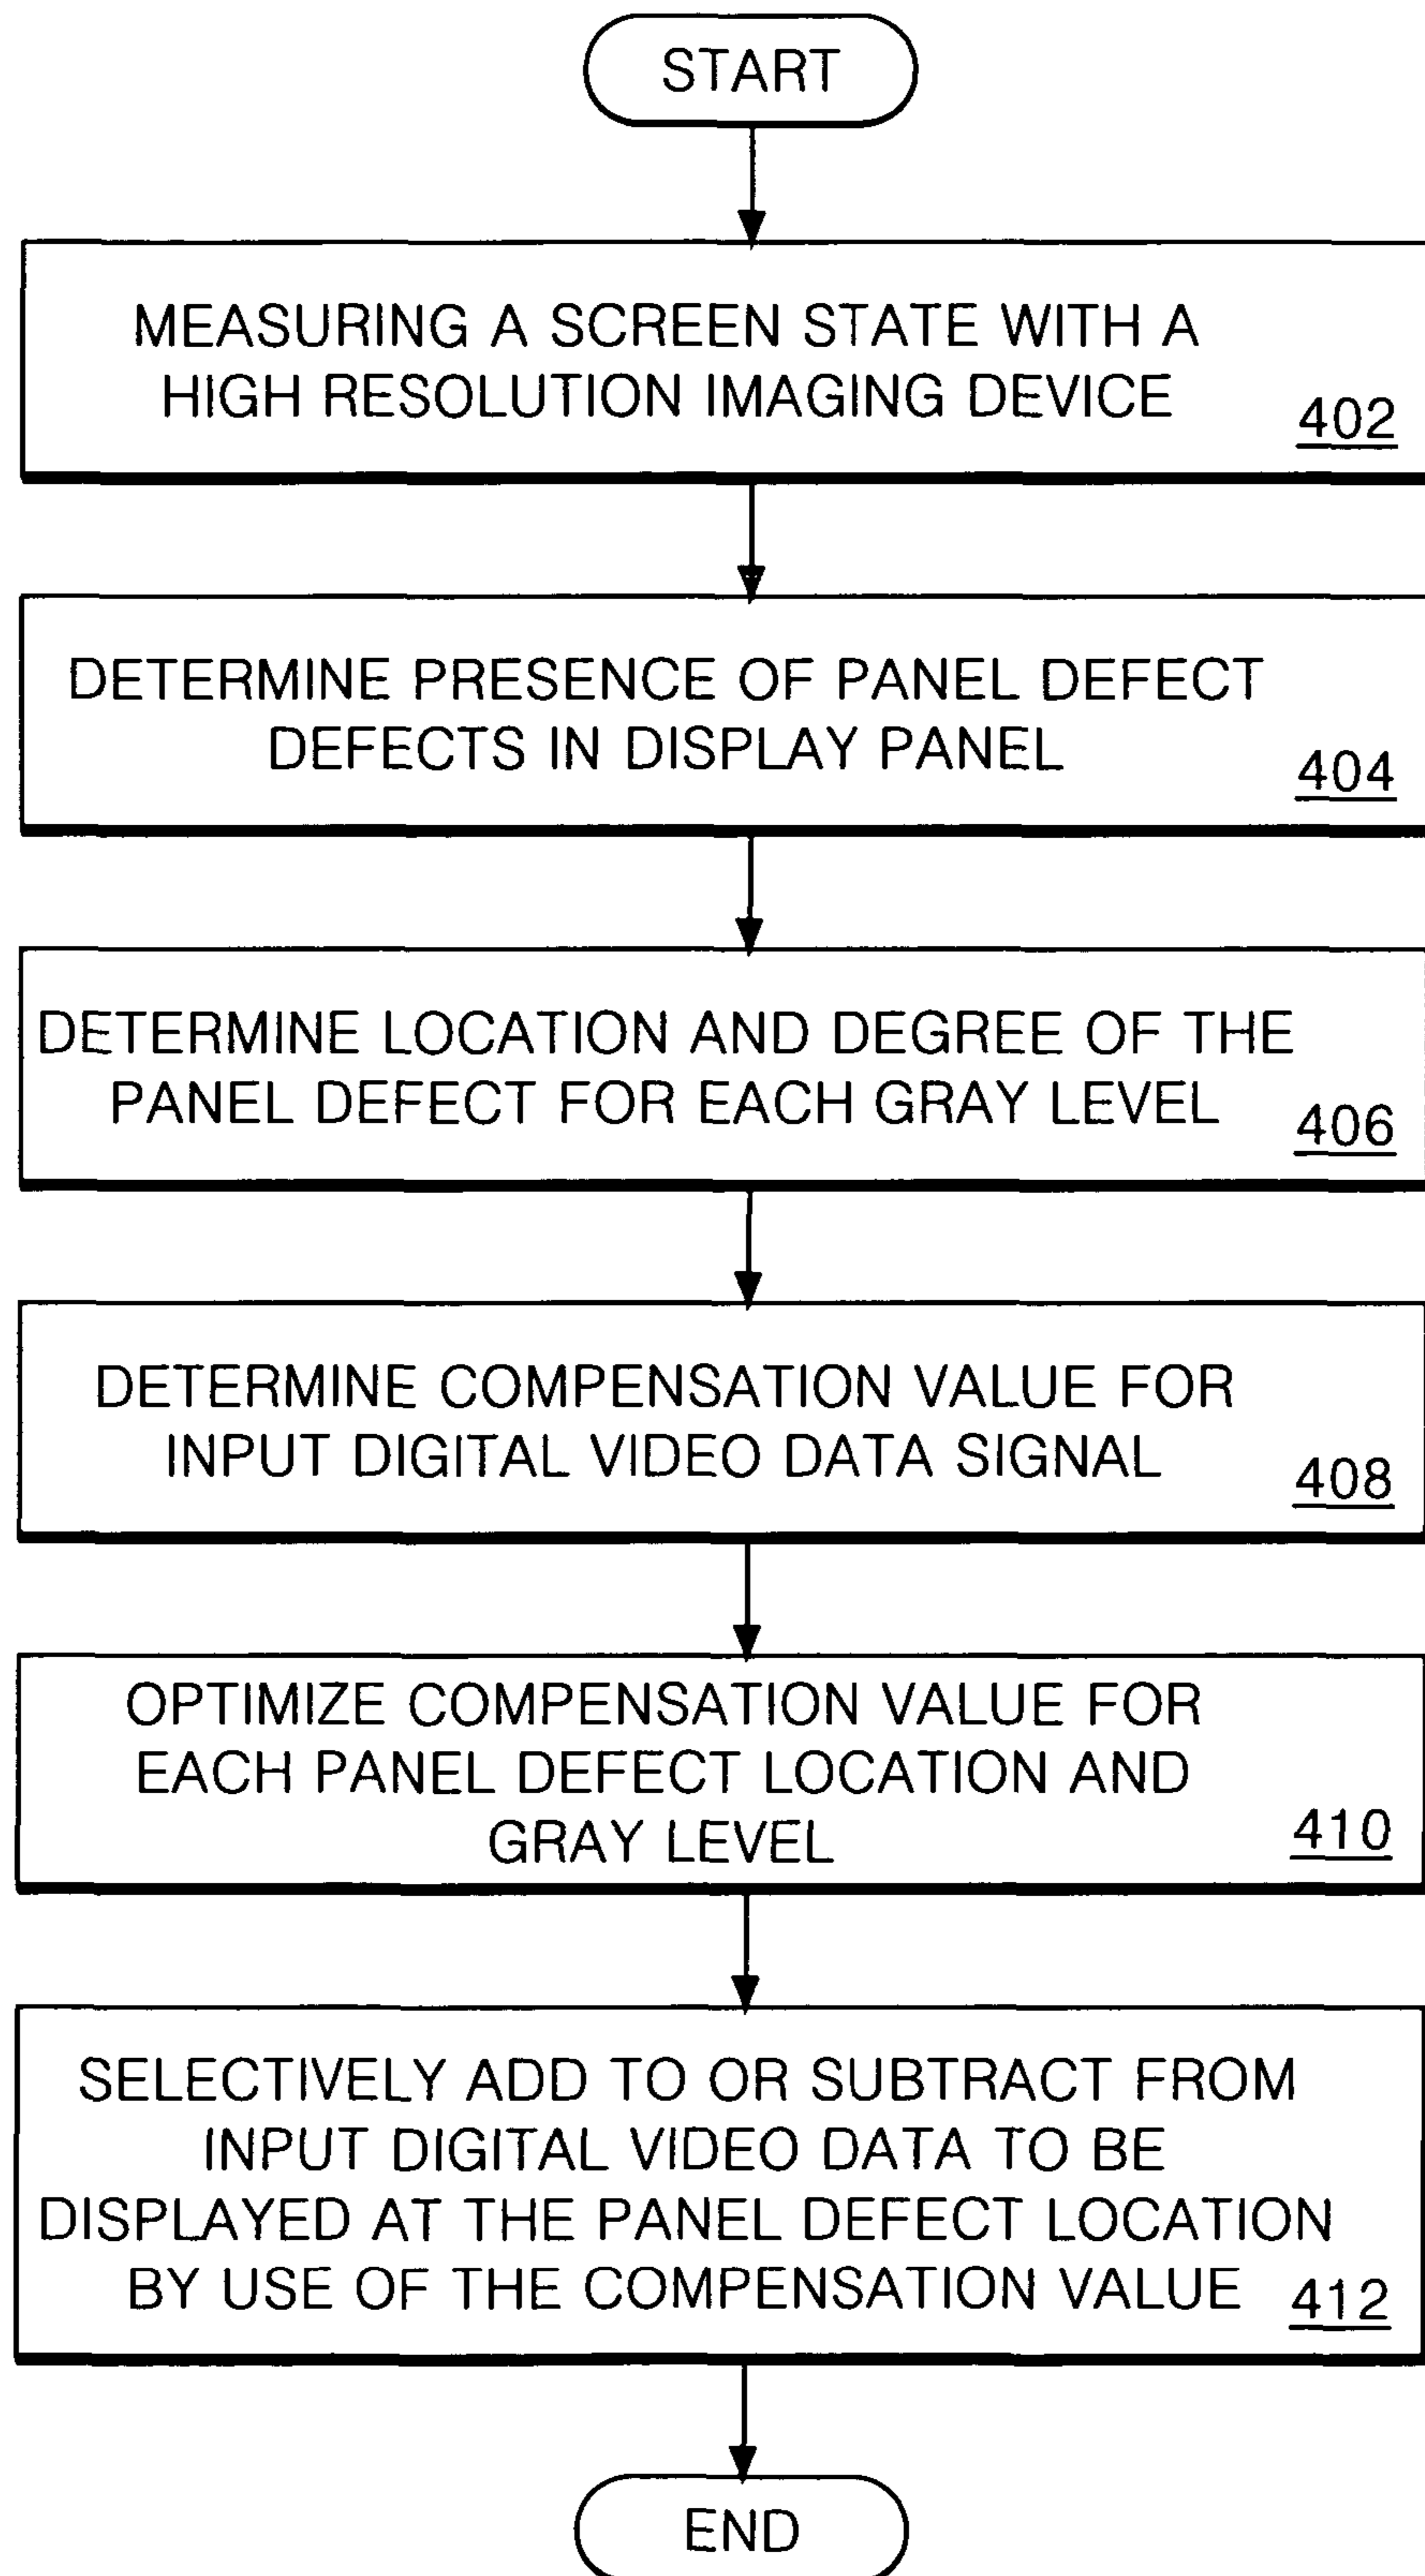 START
MEASURING A SCREEN STATE WITH A
HIGH RESOLUTION IMAGING DEVICE
402
DETERMINE PRESENCE OF PANEL DEFECT
DEFECTS IN DISPLAY PANEL
404
DETERMINE LOCATION AND DEGREE OF THE
PANEL DEFECT FOR EACH GRAY LEVEL
406
DETERMINE COMPENSATION VALUE FOR
INPUT DIGITAL VIDEO DATA SIGNAL
408
OPTIMIZE COMPENSATION VALUE FOR
EACH PANEL DEFECT LOCATION AND
GRAY LEVEL
410
SELECTIVELY ADD TO OR SUBTRACT FROM
INPUT DIGITAL VIDEO DATA TO BE
DISPLAYED AT THE PANEL DEFECT LOCATION
BY USE OF THE COMPENSATION VALUE
412
END